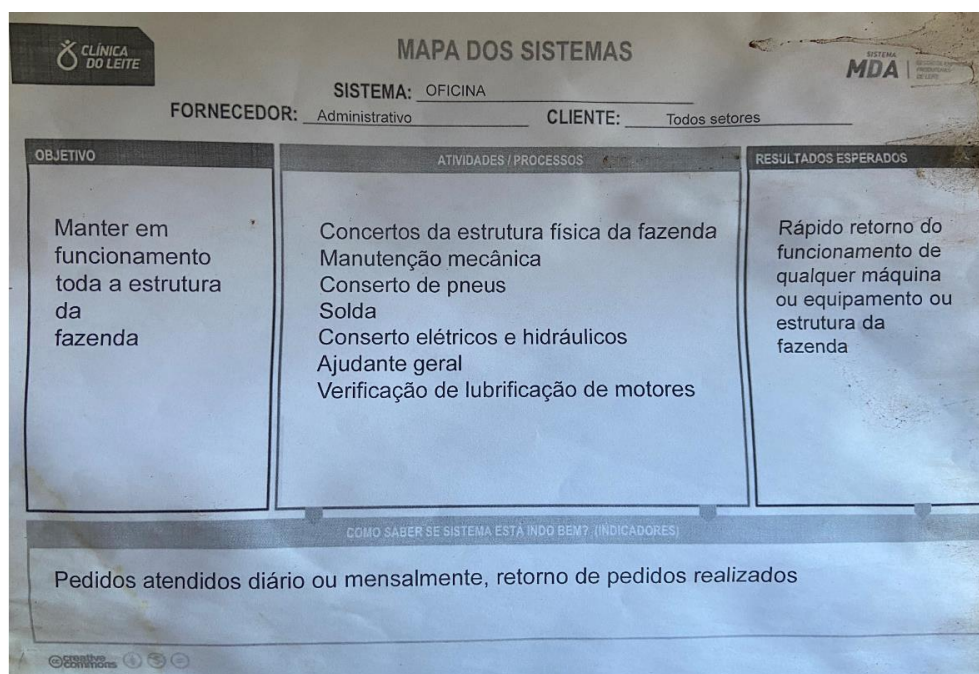 CLÍNICA
DO LEITE
MAPA DOS SISTEMAS
SISTEMA
MDA
SISTEMA: OFICINA
FORNECEDOR: Administrativo CLIENTE: Todos setores
OBJETIVO
Manter em
funcionamento
toda a estrutura
da
fazenda
ATIVIDADES / PROCESSOS
Concertos da estrutura física da fazenda
Manutenção mecânica
Conserto de pneus
Solda
Conserto elétricos e hidráulicos
Ajudante geral
Verificação de lubrificação de motores
RESULTADOS ESPERADOS
Rápido retorno do
funcionamento de
qualquer máquina
ou equipamento ou
estrutura da
fazenda
COMO SABER SE SISTEMA ESTA INDO BEM? (INDICADORES)
Pedidos atendidos diário ou mensalmente, retorno de pedidos realizados
cc creative
commons